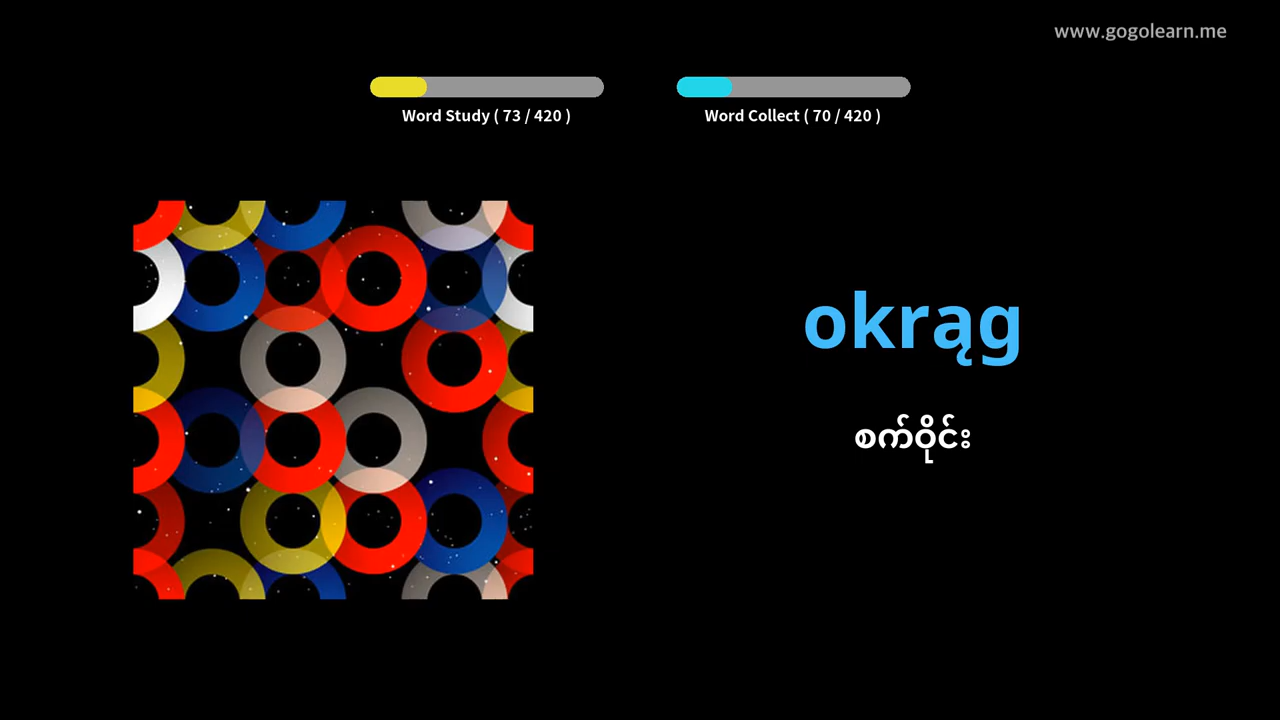 www.gogolearn.me
Word Study ( 73 / 420 )
Word Collect ( 70 / 420 )
okrąg
စက်ဝိုင်း